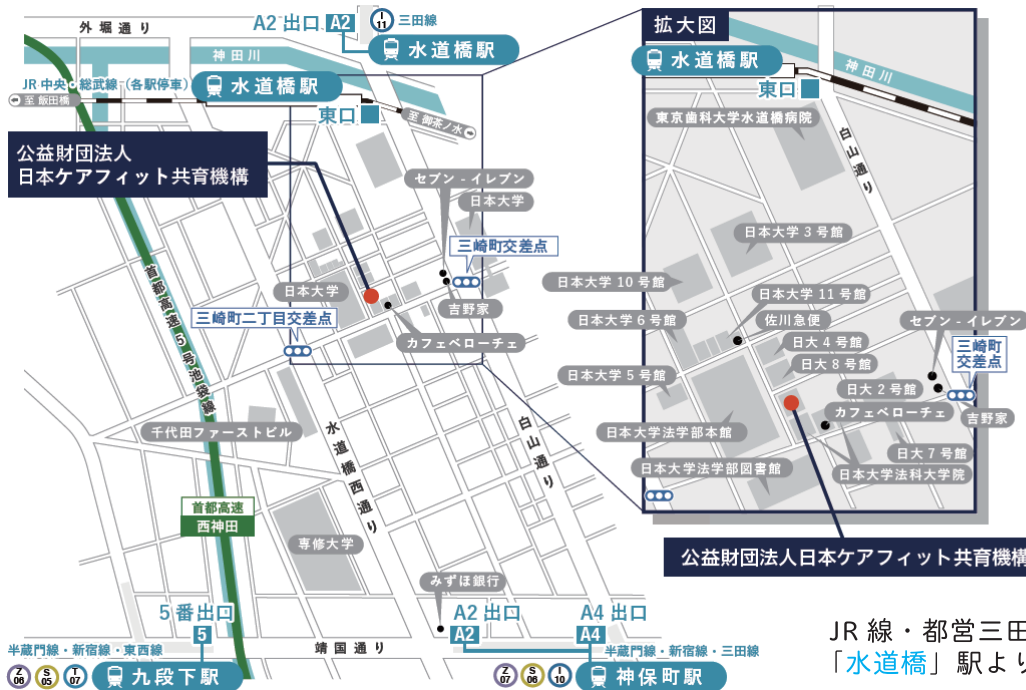 外堀通り
A2 出口 A2
I 11 三田線
水道橋駅
神田川
JR 中央・総武線（各駅停車）
水道橋駅
至 飯田橋
東口
至 御茶ノ水
公益財団法人
日本ケアフィット共育機構
セブン - イレブン
日本大学
三崎町交差点
日本大学
吉野家
三崎町二丁目交差点
カフェベローチェ
首都高速5号池袋線
千代田ファーストビル
水道橋西通り
白山通り
首都高速
西神田
専修大学
みずほ銀行
5 番出口
5
A2 出口
A2
A4 出口
A4
靖国通り
半蔵門線・新宿線・東西線
Z 06
S 05
T 07
九段下駅
半蔵門線・新宿線・三田線
Z 07
S 06
I 10
神保町駅
拡大図
水道橋駅
神田川
東口
東京歯科大学水道橋病院
白山通り
日本大学 3 号館
日本大学 10 号館
日本大学 11 号館
日本大学 6 号館
佐川急便
セブン - イレブン
日大 4 号館
三崎町
交差点
日大 8 号館
日本大学 5 号館
日大 2 号館
カフェベローチェ
吉野家
日本大学法学部本館
日大 7 号館
日本大学法学部図書館
日本大学法科大学院
公益財団法人日本ケアフィット共育機構
JR 線・都営三田
「水道橋」駅より